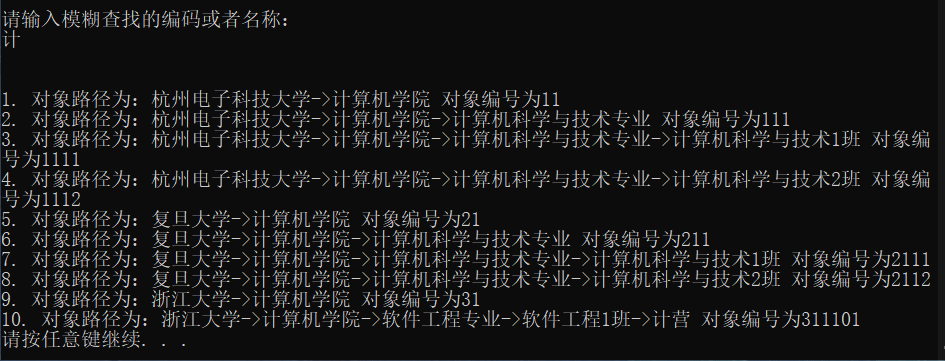 请输入模糊查找的编码或者名称:
计
1. 对象路径为: 杭州电子科技大学->计算机学院 对象编号为11
2. 对象路径为: 杭州电子科技大学->计算机学院->计算机科学与技术专业 对象编号为111
3. 对象路径为: 杭州电子科技大学->计算机学院->计算机科学与技术专业->计算机科学与技术1班 对象编
号为1111
4. 对象路径为: 杭州电子科技大学->计算机学院->计算机科学与技术专业->计算机科学与技术2班 对象编
号为1112
5. 对象路径为: 复旦大学->计算机学院 对象编号为21
6. 对象路径为: 复旦大学->计算机学院->计算机科学与技术专业 对象编号为211
7. 对象路径为: 复旦大学->计算机学院->计算机科学与技术专业->计算机科学与技术1班 对象编号为2111
8. 对象路径为: 复旦大学->计算机学院->计算机科学与技术专业->计算机科学与技术2班 对象编号为2112
9. 对象路径为: 浙江大学->计算机学院 对象编号为31
10. 对象路径为: 浙江大学->计算机学院->软件工程专业->软件工程1班->计营 对象编号为311101
请按任意键继续. . .